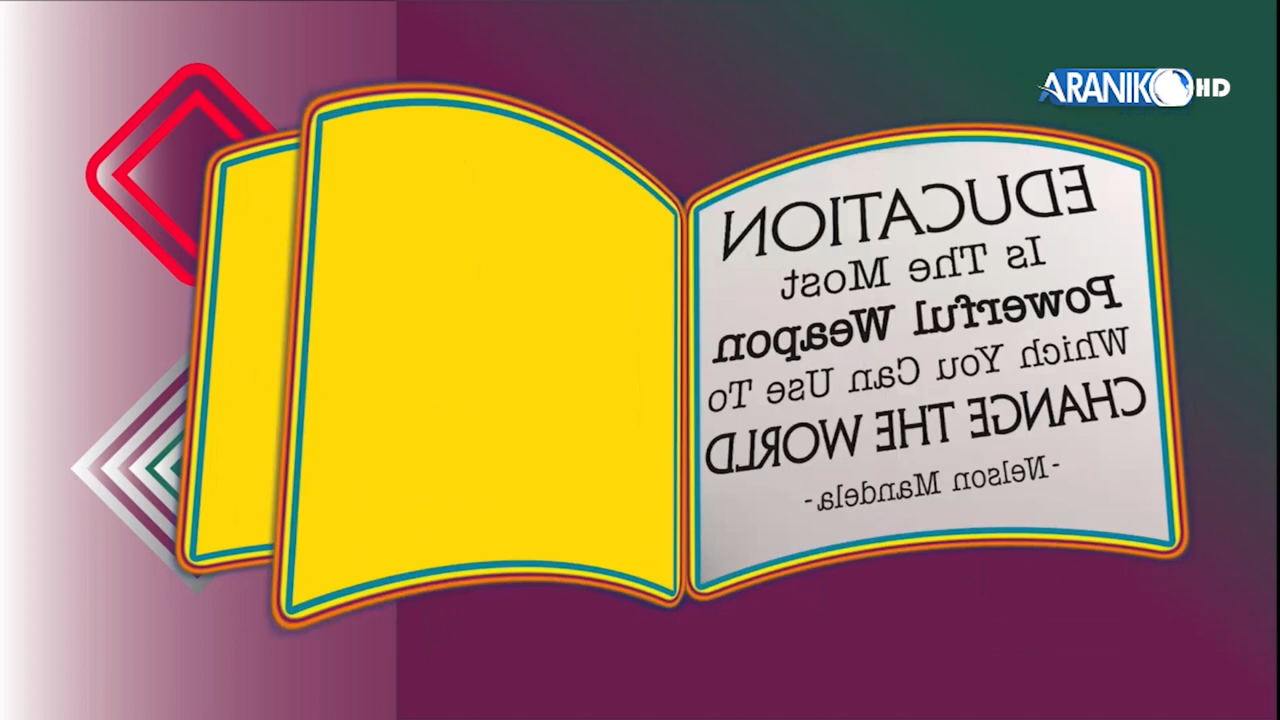 ARANIKO HD
EDUCATION
Is The Most
Powerful Weapon
Which You Can Use To
CHANGE THE WORLD
-Nelson Mandela-